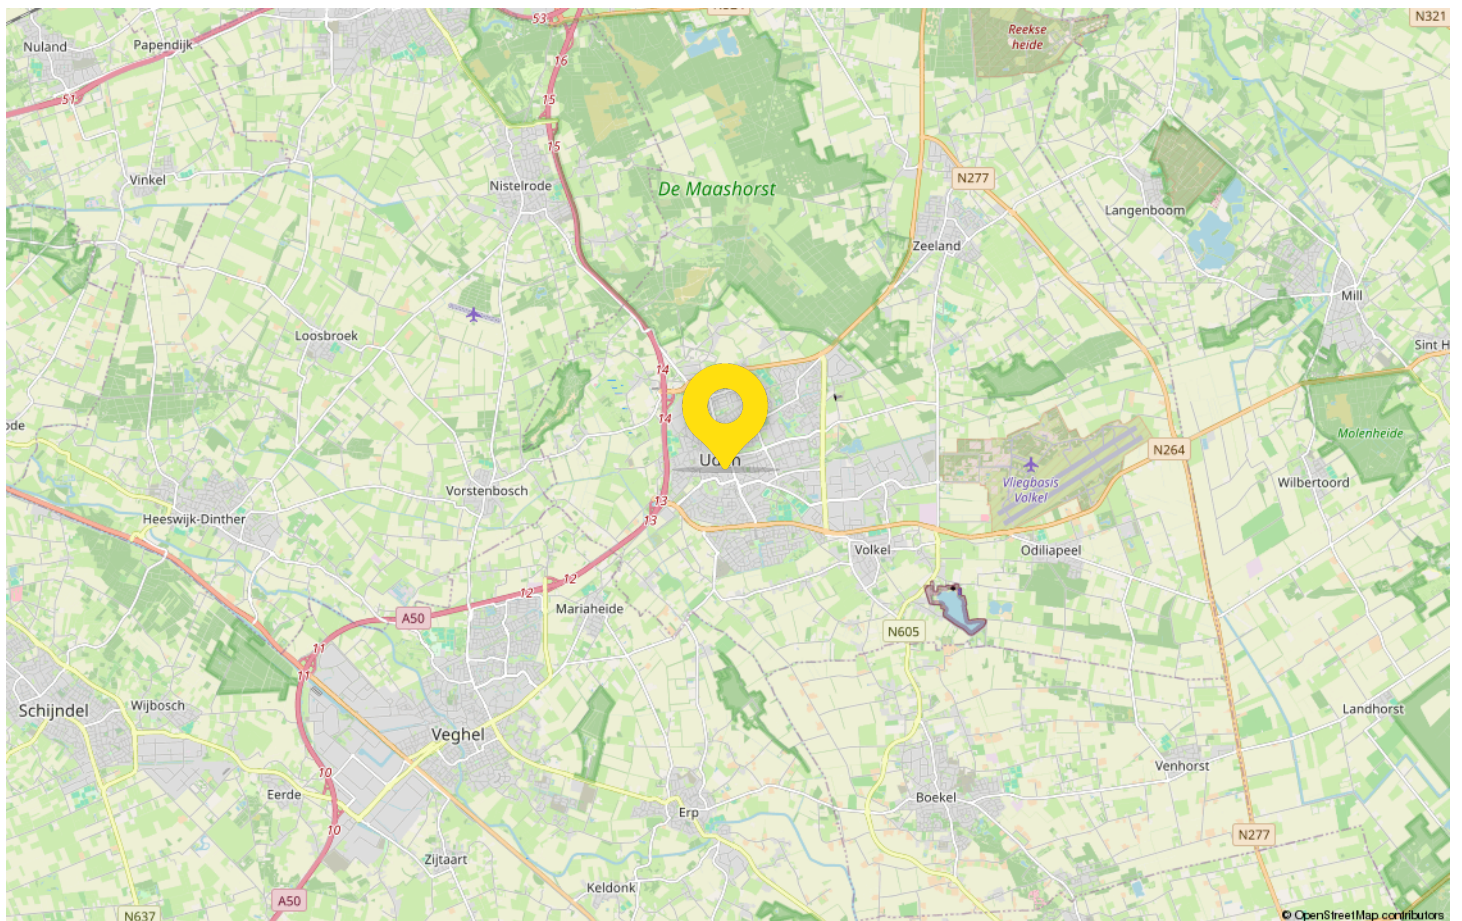 53
N321
Nuland
Papendijk
Reekse
heide
16
51
15
15
Vinkel
Nistelrode
De Maashorst
N277
Langenboom
Zeeland
Mill
Loosbroek
Sint H
14
14
Molenheide
N264
Vorstenbosch
Vliegbasis
Volkel
Wilbertoord
13
13
Heeswijk-Dinther
Volkel
Odiliapeel
12
12
Mariaheide
A50
N605
11
11
Schijndel
Wijbosch
Landhorst
Veghel
Venhorst
10
Eerde
Boekel
Erp
10
N277
Zijtaart
Keldonk
A50
N637
© OpenStreetMap contributors